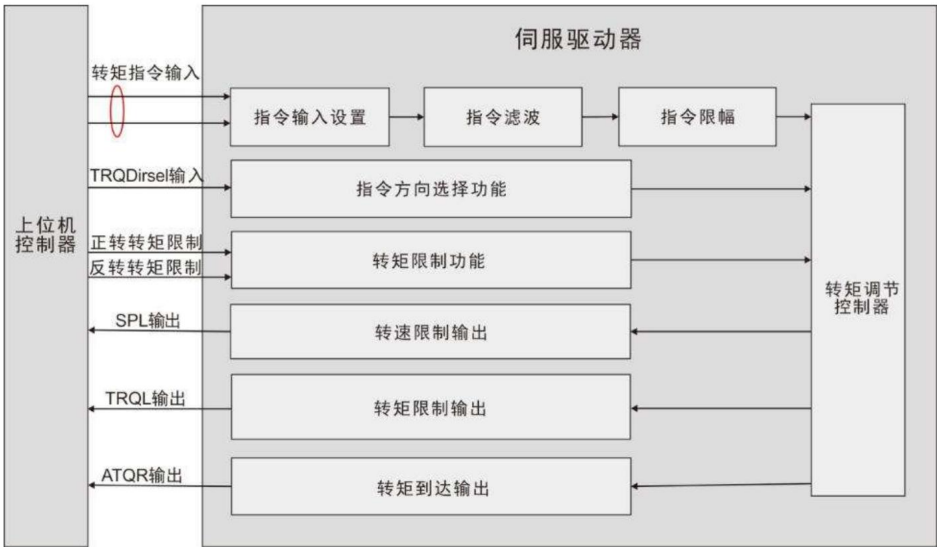 伺服驱动器
转矩指令输入
指令输入设置
指令滤波
指令限幅
TRQDirsel输入
指令方向选择功能
上位机
控制器
正转转矩限制
反转转矩限制
转矩限制功能
转矩调节
控制器
SPL输出
转速限制输出
TRQL输出
转矩限制输出
ATQR输出
转矩到达输出